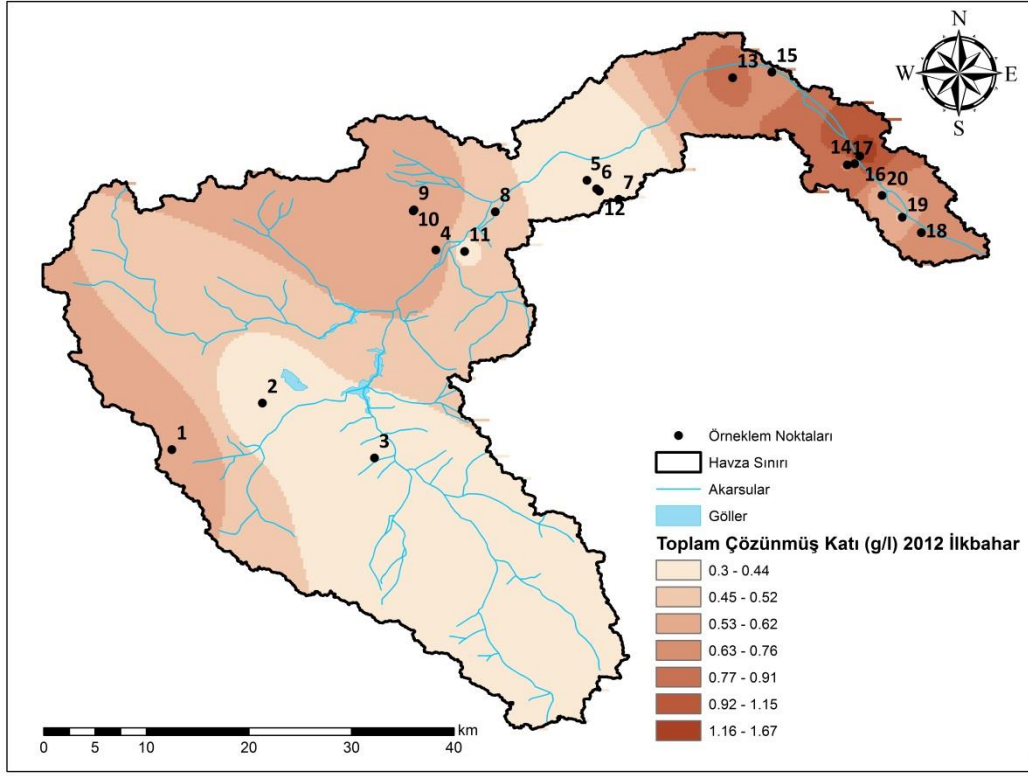 N
W E
S
13
15
14
17
16
20
19
18
5
6
7
12
8
9
10
4
11
2
1
3
Örneklem Noktaları
Havza Sınırı
Akarsular
Göller
Toplam Çözünmüş Katı (g/l) 2012 İlkbahar
0.3 - 0.44
0.45 - 0.52
0.53 - 0.62
0.63 - 0.76
0.77 - 0.91
0.92 - 1.15
1.16 - 1.67
km
0 5 10 20 30 40